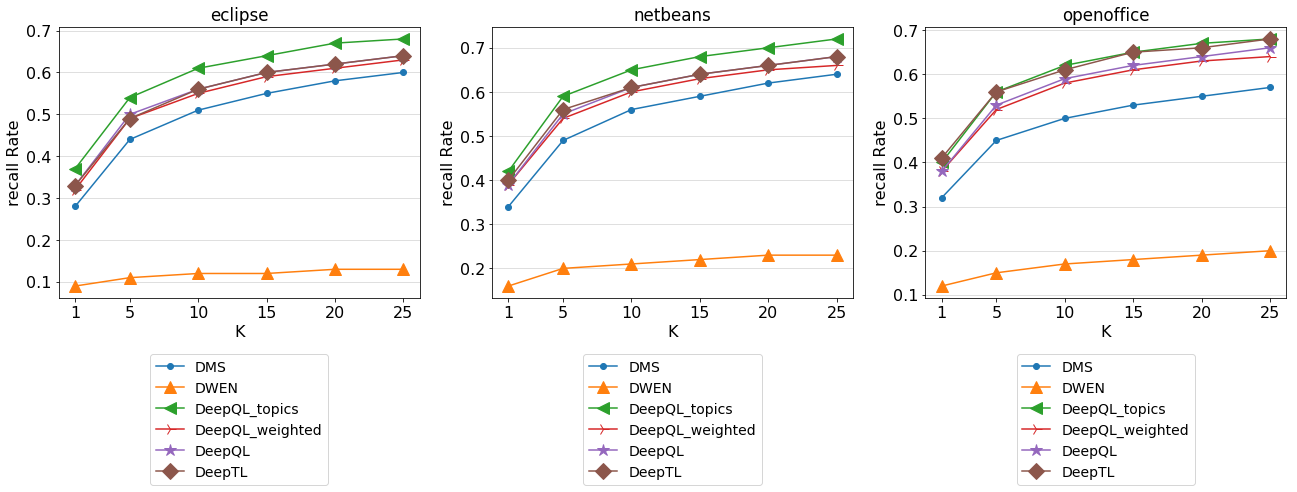 eclipse
recall Rate
0.7
0.6
0.5
0.4
0.3
0.2
0.1
1 5 10 15 20 25
K
DMS
DWEN
DeepQL_topics
DeepQL_weighted
DeepQL
DeepTL
netbeans
recall Rate
0.7
0.6
0.5
0.4
0.3
0.2
1 5 10 15 20 25
K
DMS
DWEN
DeepQL_topics
DeepQL_weighted
DeepQL
DeepTL
openoffice
recall Rate
0.7
0.6
0.5
0.4
0.3
0.2
0.1
1 5 10 15 20 25
K
DMS
DWEN
DeepQL_topics
DeepQL_weighted
DeepQL
DeepTL